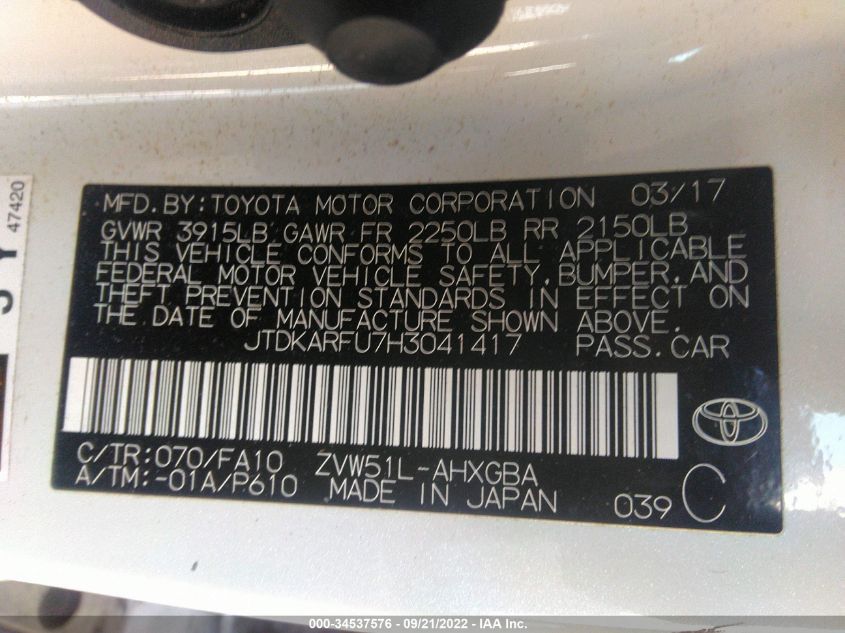 MFD.BY:TOYOTA MOTOR CORPORATION 03/17
GVWR 3915LB GAWR FR 2250LB RR 2150LB
THIS VEHICLE CONFORMS TO ALL APPLICABLE
FEDERAL MOTOR VEHICLE SAFETY,BUMPER,AND
THEFT PREVENTION STANDARDS IN EFFECT ON
THE DATE OF MANUFACTURE SHOWN ABOVE.
JTDKARFU7H3041417 PASS.CAR
C/TR:070/FA10 ZVW51L-AHXGBA
A/TM:-01A/P610 MADE IN JAPAN 039 C
47420
000-34537576 - 09/21/2022 - IAA Inc.